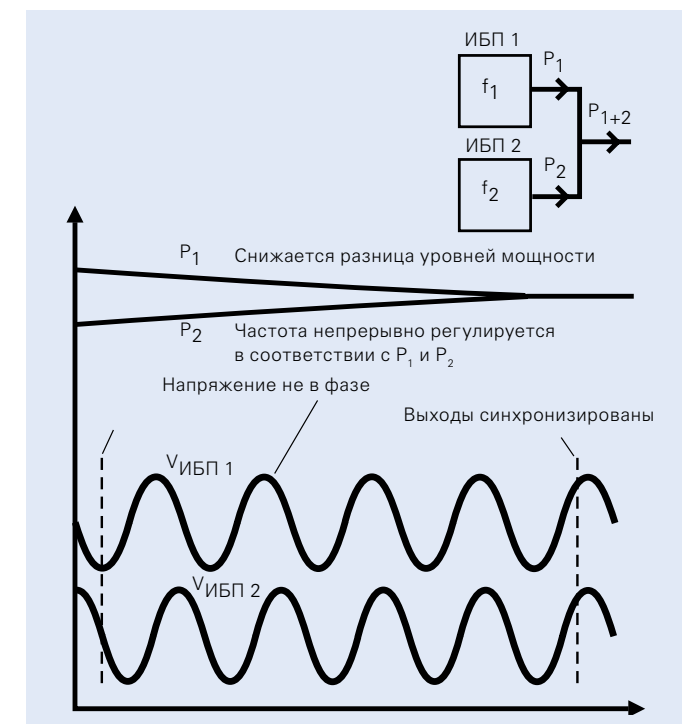 ИБП 1
P1
f1
P1+2
ИБП 2
P2
f2
P1 Снижается разница уровней мощности
P2 Частота непрерывно регулируется
в соответствии с P1 и P2
Напряжение не в фазе
Выходы синхронизированы
VИБП 1
VИБП 2